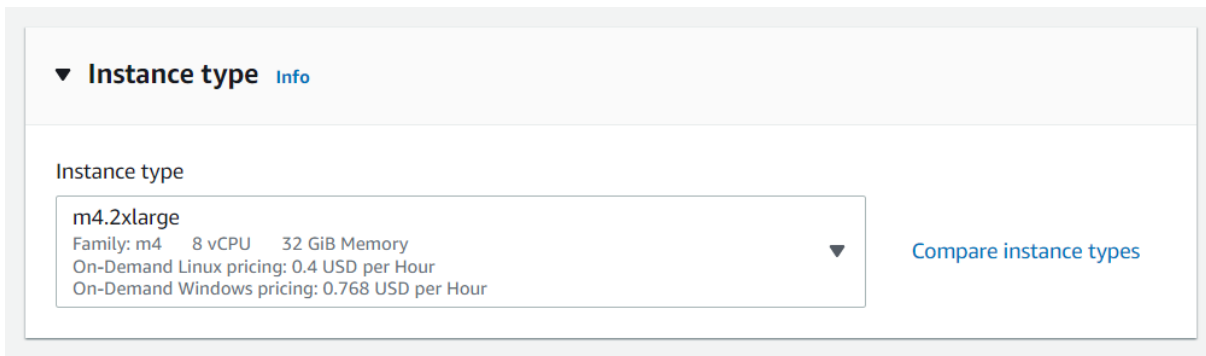 Instance type Info
Instance type
m4.2xlarge
Family: m4 8 vCPU 32 GiB Memory
On-Demand Linux pricing: 0.4 USD per Hour
On-Demand Windows pricing: 0.768 USD per Hour
Compare instance types